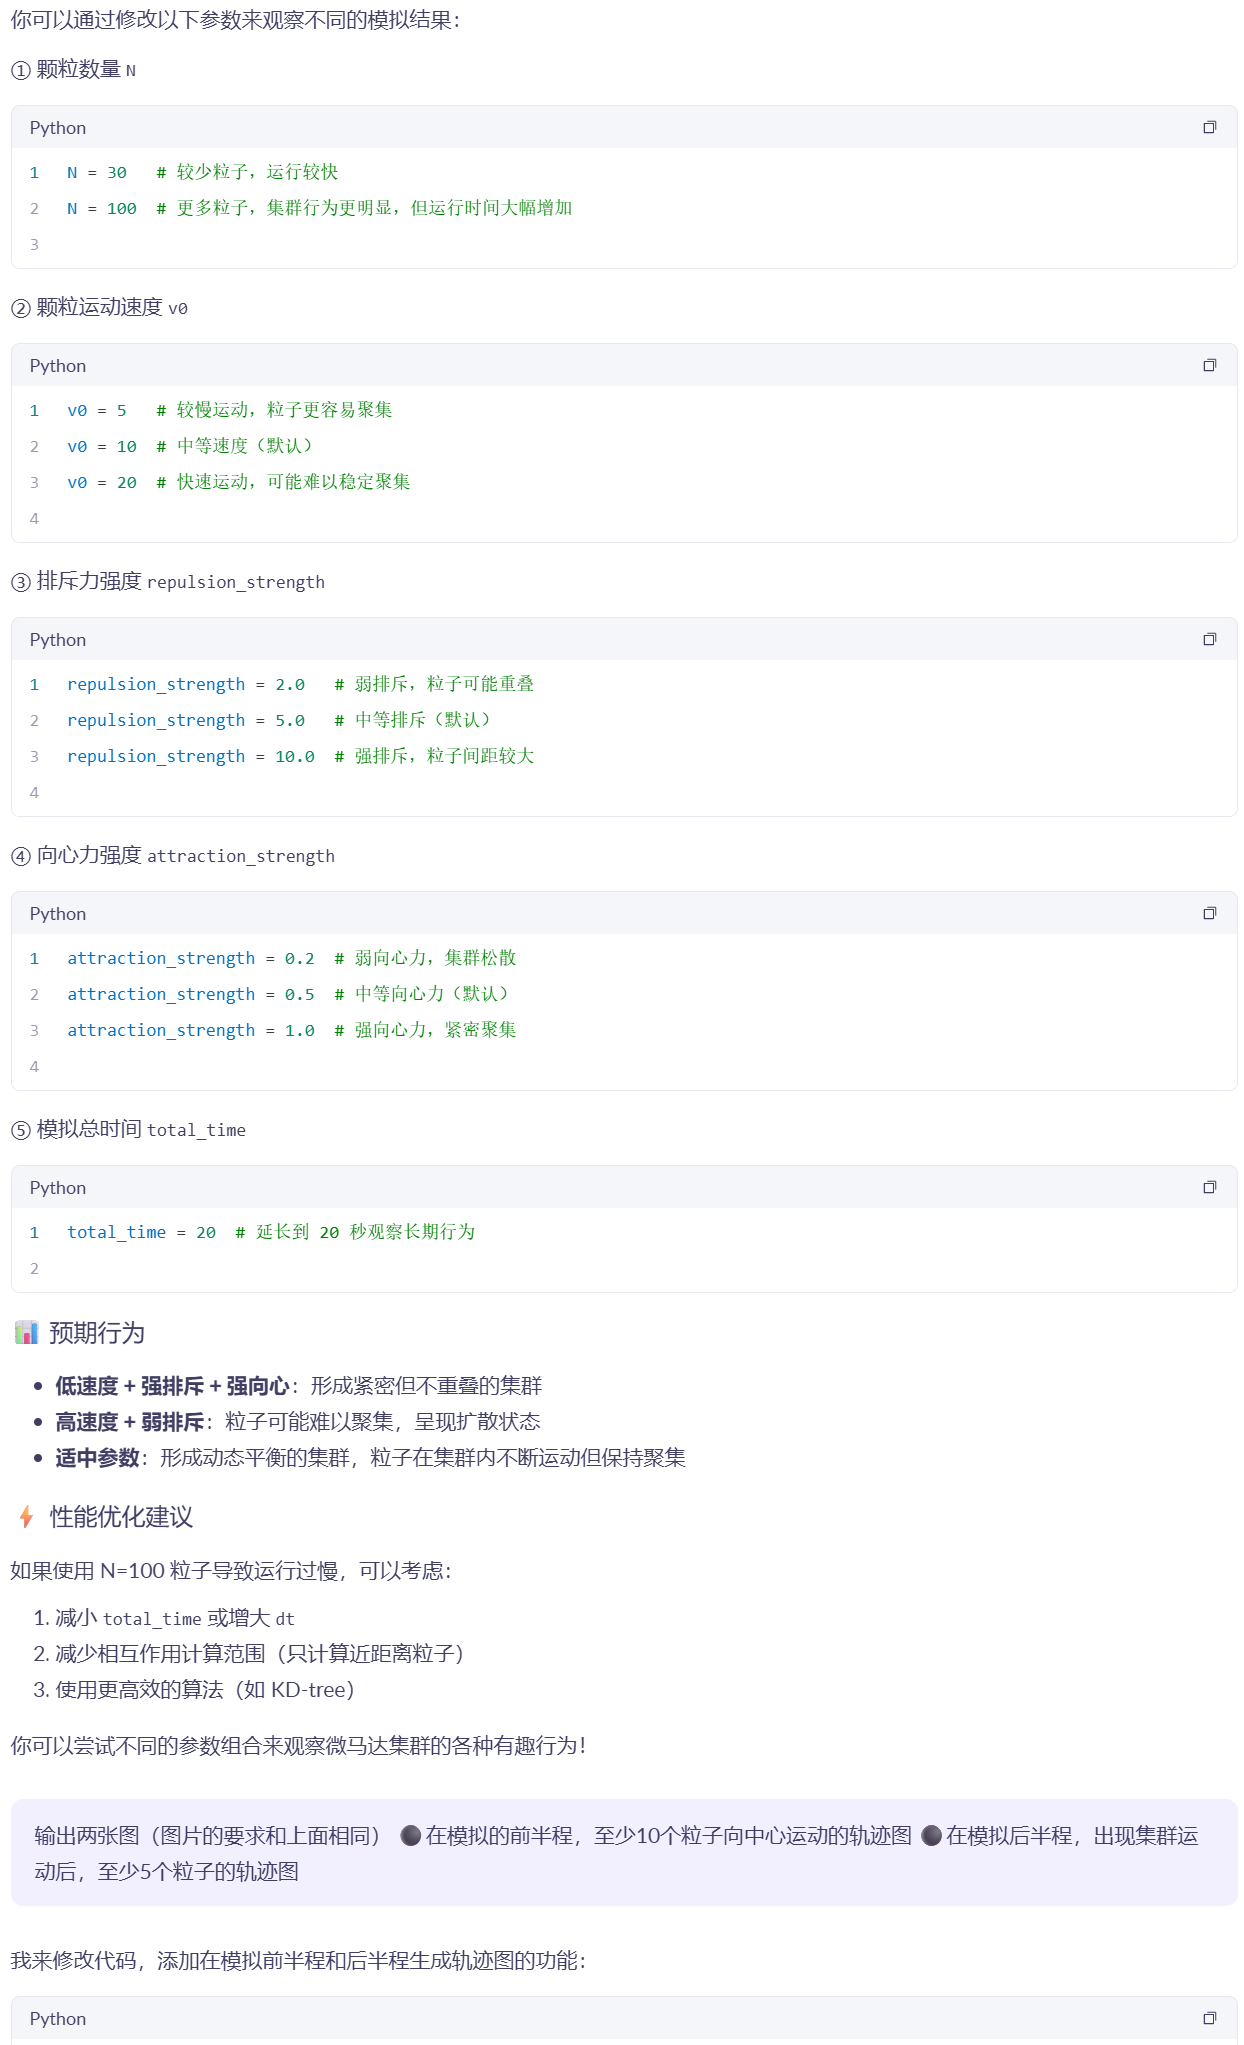 你可以通过修改以下参数来观察不同的模拟结果：
① 颗粒数量 N
Python
1 N = 30 # 较少粒子，运行较快
2 N = 100 # 更多粒子，集群行为更明显，但运行时间大幅增加
3
② 颗粒运动速度 v0
Python
1 v0 = 5 # 较慢运动，粒子更容易聚集
2 v0 = 10 # 中等速度（默认）
3 v0 = 20 # 快速运动，可能难以稳定聚集
4
③ 排斥力强度 repulsion_strength
Python
1 repulsion_strength = 2.0 # 弱排斥，粒子可能重叠
2 repulsion_strength = 5.0 # 中等排斥（默认）
3 repulsion_strength = 10.0 # 强排斥，粒子间距较大
4
④ 向心力强度 attraction_strength
Python
1 attraction_strength = 0.2 # 弱向心力，集群松散
2 attraction_strength = 0.5 # 中等向心力（默认）
3 attraction_strength = 1.0 # 强向心力，紧密聚集
4
⑤ 模拟总时间 total_time
Python
1 total_time = 20 # 延长到 20 秒观察长期行为
2
📊 预期行为
• 低速度 + 强排斥 + 强向心：形成紧密但不重叠的集群
• 高速度 + 弱排斥：粒子可能难以聚集，呈现扩散状态
• 适中参数：形成动态平衡的集群，粒子在集群内不断运动但保持聚集
⚡ 性能优化建议
如果使用 N=100 粒子导致运行过慢，可以考虑：
1. 减小 total_time 或增大 dt
2. 减少相互作用计算范围（只计算近距离粒子）
3. 使用更高效的算法（如 KD-tree）
你可以尝试不同的参数组合来观察微马达集群的各种有趣行为！
输出两张图（图片的要求和上面相同） ⚫在模拟的前半程，至少10个粒子向中心运动的轨迹图 ⚫在模拟后半程，出现集群运
动后，至少5个粒子的轨迹图
我来修改代码，添加在模拟前半程和后半程生成轨迹图的功能：
Python